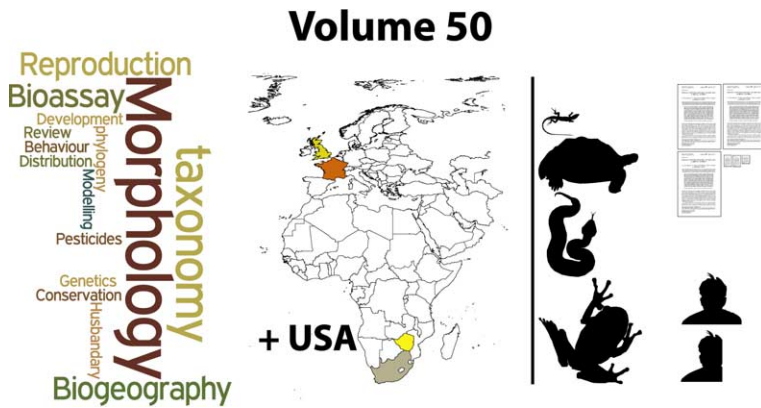 Volume 50
Reproduction
Bioassay
Development
Review
Behaviour
Distribution
phylogeny
Modelling
Pesticides
Genetics
Conservation
Husbandary
Morphology
taxonomy
Biogeography
+ USA